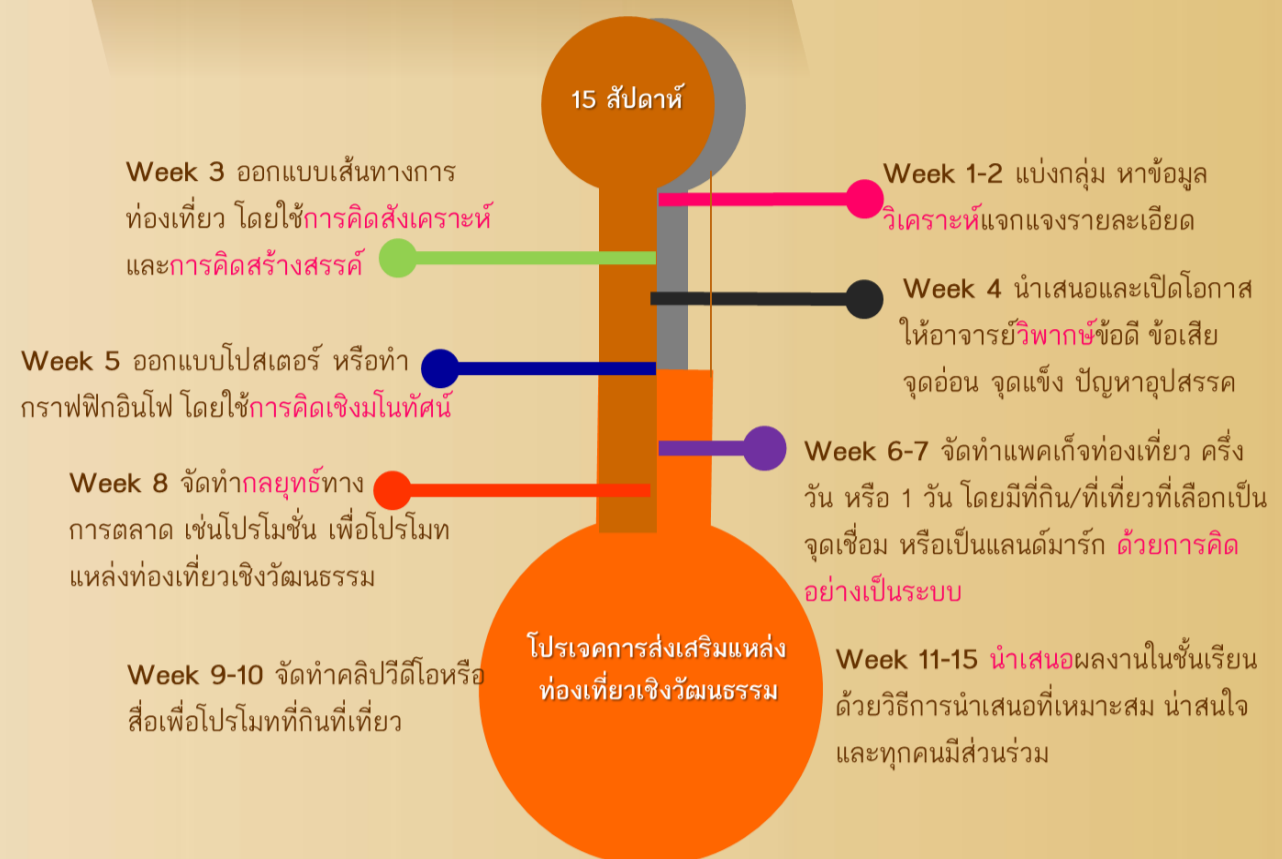 15 สัปดาห์
Week 1-2 แบ่งกลุ่ม หาข้อมูล
วิเคราะห์แจกแจงรายละเอียด
Week 3 ออกแบบเส้นทางการ
ท่องเที่ยว โดยใช้การคิดสังเคราะห์
และการคิดสร้างสรรค์
Week 4 นำเสนอและเปิดโอกาส
ให้อาจารย์วิพากษ์ข้อดี ข้อเสีย
จุดอ่อน จุดแข็ง ปัญหาอุปสรรค
Week 5 ออกแบบโปสเตอร์ หรือทำ
กราฟฟิกอินโฟ โดยใช้การคิดเชิงมโนทัศน์
Week 6-7 จัดทำแพคเก็จท่องเที่ยว ครึ่ง
วัน หรือ 1 วัน โดยมีที่กิน/ที่เที่ยวที่เลือกเป็น
จุดเชื่อม หรือเป็นแลนด์มาร์ก ด้วยการคิด
อย่างเป็นระบบ
Week 8 จัดทำกลยุทธ์ทาง
การตลาด เช่นโปรโมชั่น เพื่อโปรโมท
แหล่งท่องเที่ยวเชิงวัฒนธรรม
Week 9-10 จัดทำคลิปวีดีโอหรือ
สื่อเพื่อโปรโมทที่กินที่เที่ยว
Week 11-15 นำเสนอผลงานในชั้นเรียน
ด้วยวิธีการนำเสนอที่เหมาะสม น่าสนใจ
และทุกคนมีส่วนร่วม
โปรเจคการส่งเสริมแหล่ง
ท่องเที่ยวเชิงวัฒนธรรม